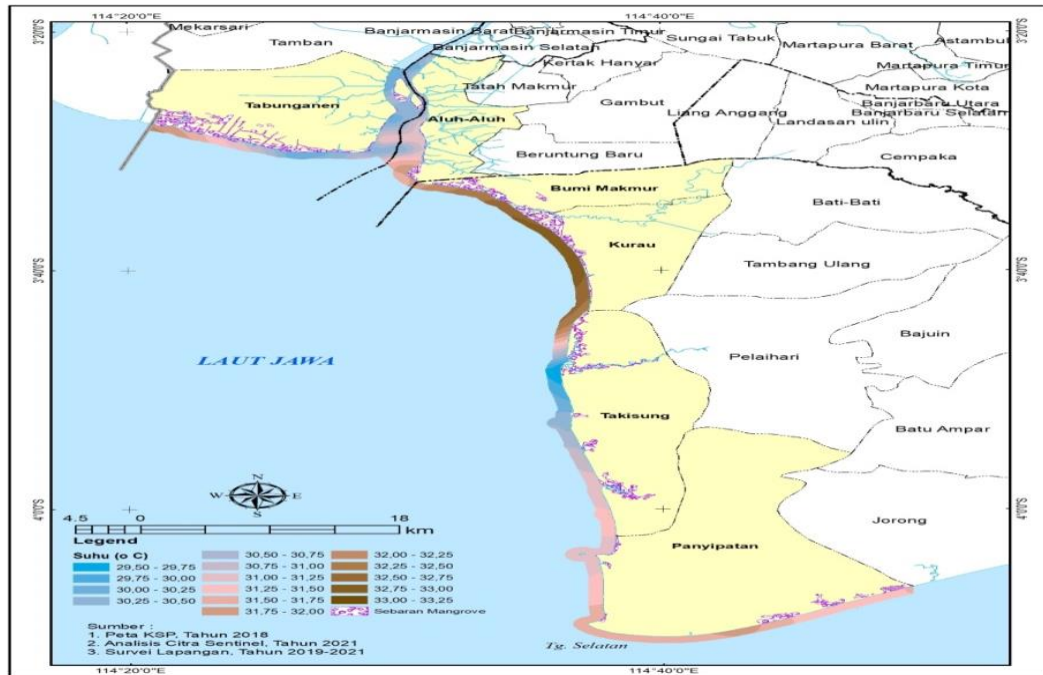 114°20'0"E
114°40'0"E
3°20'0"S
3°20'0"S
Mekarsari
Tamban
Banjarmasin Barat
Banjarmasin Timur
Banjarmasin Selatan
Sungai Tabuk
Martapura Barat
Astambul
Kertak Hanyar
Martapura Timur
Tatah Makmur
Martapura Kota
Tabunganen
Gambut
Banjarbaru Utara
Aluh-Aluh
Liang Anggang
Banjarbaru Selatan
Landasan ulin
Beruntung Baru
Cempaka
Bumi Makmur
Bati-Bati
Kurau
3°40'0"S
Tambang Ulang
3°40'0"S
Bajuin
LAUT JAWA
Pelaihari
Takisung
Batu Ampar
N
W
E
S
4°0'0"S
4°0'0"S
4.5 0 18
km
Jorong
Legend
Panyipatan
Suhu (o C)
29,50 - 29,75
29,75 - 30,00
30,00 - 30,25
30,25 - 30,50
30,50 - 30,75
30,75 - 31,00
31,00 - 31,25
31,25 - 31,50
31,50 - 31,75
31,75 - 32,00
32,00 - 32,25
32,25 - 32,50
32,50 - 32,75
32,75 - 33,00
33,00 - 33,25
Sebaran Mangrove
Sumber :
1. Peta KSP, Tahun 2018
2. Analisis Citra Sentinel, Tahun 2021
3. Survei Lapangan, Tahun 2019-2021
Tg. Selatan
114°20'0"E
114°40'0"E